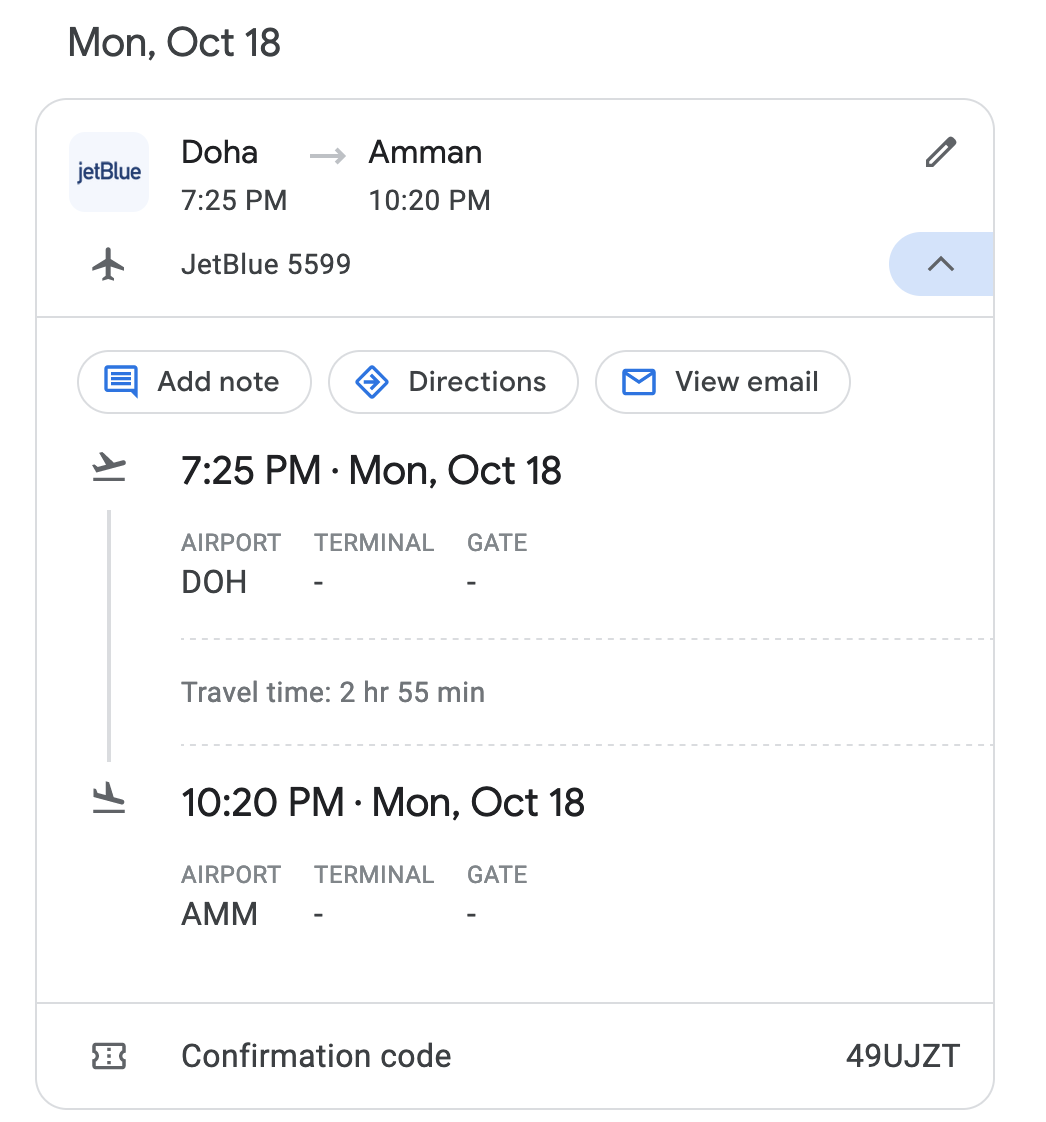 Mon, Oct 18
jetBlue
Doha → Amman
7:25 PM 10:20 PM
JetBlue 5599
Add note Directions View email
7:25 PM · Mon, Oct 18
AIRPORT TERMINAL GATE
DOH - -
Travel time: 2 hr 55 min
10:20 PM · Mon, Oct 18
AIRPORT TERMINAL GATE
AMM - -
Confirmation code 49UJZT